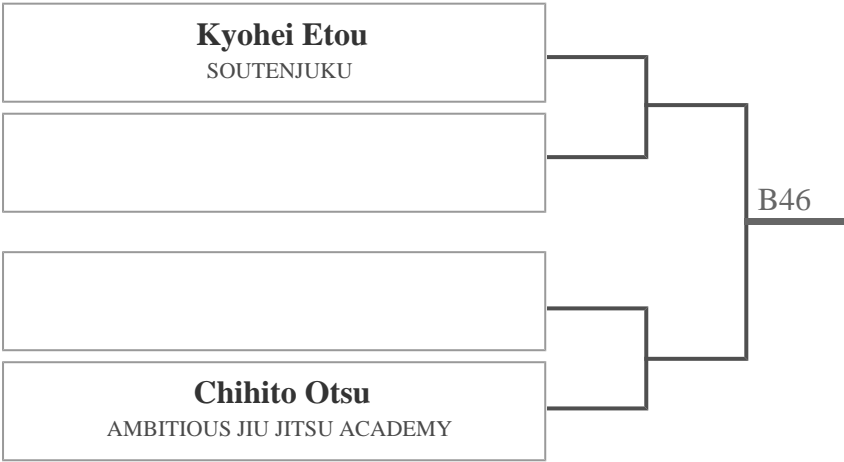 Kyohei Etou
SOUTENJUKU
B46
Chihito Otsu
AMBITIOUS JIU JITSU ACADEMY